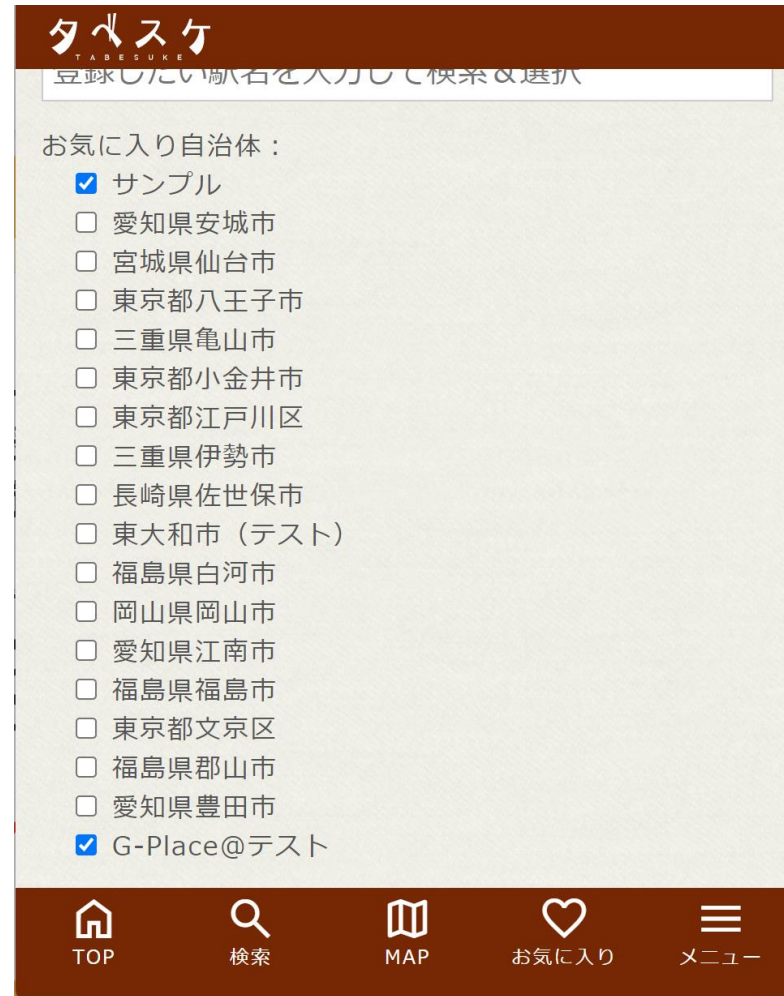 タベスケ
TABESUKE
登録したい駅名を入力して検索&選択
お気に入り自治体：
サンプル
愛知県安城市
宮城県仙台市
東京都八王子市
三重県亀山市
東京都小金井市
東京都江戸川区
三重県伊勢市
長崎県佐世保市
東大和市（テスト）
福島県白河市
岡山県岡山市
愛知県江南市
福島県福島市
東京都文京区
福島県郡山市
愛知県豊田市
G-Place@テスト
TOP 検索 MAP お気に入り メニュー